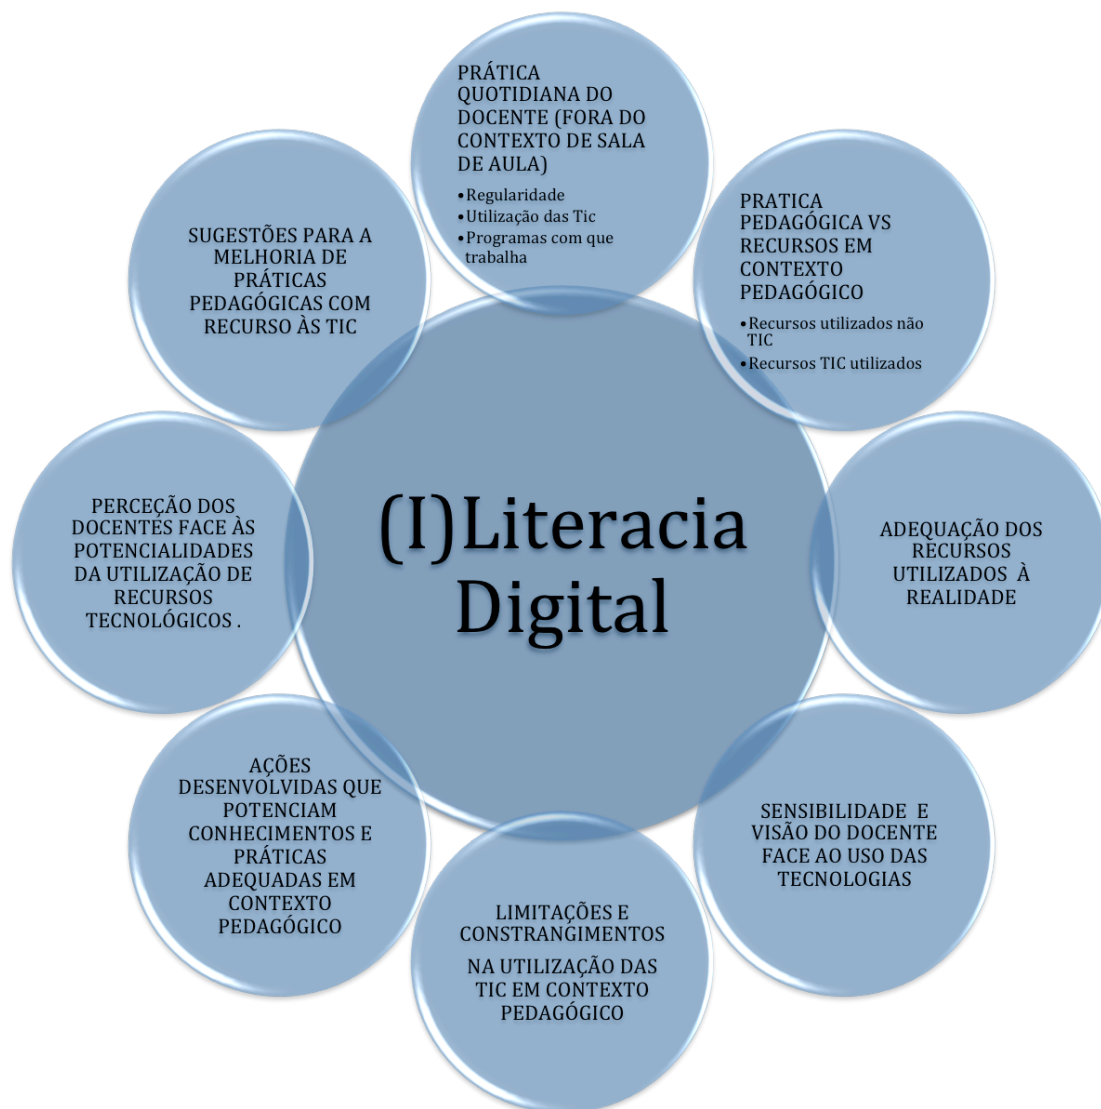 PRÁTICA
QUOTIDIANA DO
DOCENTE (FORA DO
CONTEXTO DE SALA
DE AULA)
•Regularidade
•Utilização das Tic
•Programas com que
trabalha
PRATICA
PEDAGÓGICA VS
RECURSOS EM
CONTEXTO
PEDAGÓGICO
•Recursos utilizados não
TIC
•Recursos TIC utilizados
ADEQUAÇÃO DOS
RECURSOS
UTILIZADOS À
REALIDADE
SENSIBILIDADE E
VISÃO DO DOCENTE
FACE AO USO DAS
TECNOLOGIAS
LIMITAÇÕES E
CONSTRANGIMENTOS
NA UTILIZAÇÃO DAS
TIC EM CONTEXTO
PEDAGÓGICO
AÇÕES
DESENVOLVIDAS QUE
POTENCIAM
CONHECIMENTOS E
PRÁTICAS
ADEQUADAS EM
CONTEXTO
PEDAGÓGICO
PERCEÇÃO DOS
DOCENTES FACE ÀS
POTENCIALIDADES
DA UTILIZAÇÃO DE
RECURSOS
TECNOLÓGICOS .
SUGESTÕES PARA A
MELHORIA DE
PRÁTICAS
PEDAGÓGICAS COM
RECURSO ÀS TIC
(I)Literacia
Digital